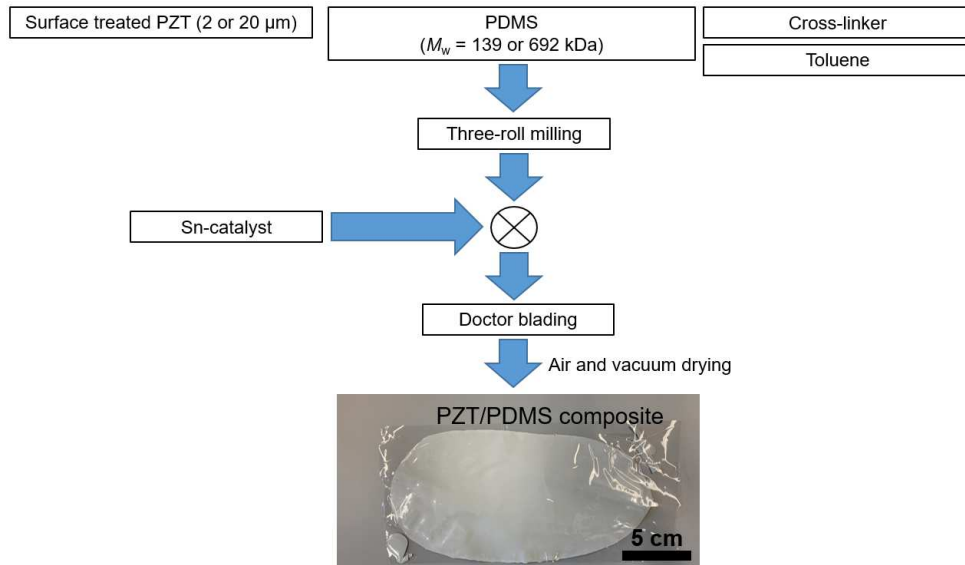 Surface treated PZT (2 or 20 µm)
PDMS
(Mw = 139 or 692 kDa)
Cross-linker
Toluene
Three-roll milling
Sn-catalyst
Doctor blading
Air and vacuum drying
PZT/PDMS composite
5 cm